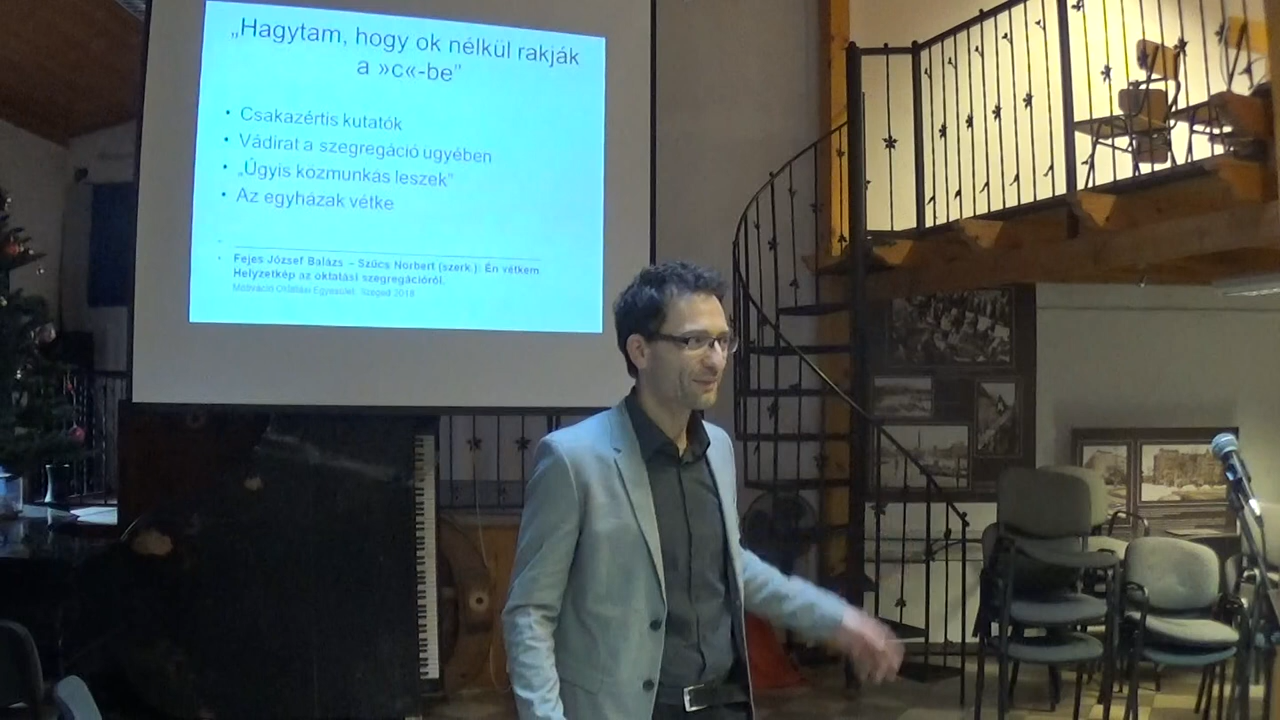 „Hagytam, hogy ok nélkül rakják
a »c«-be”
• Csakazértis kutatók
• Vádirat a szegregáció ügyében
• „Úgyis közmunkás leszek”
• Az egyházak vétke
Fejes József Balázs – Szűcs Norbert (szerk.): Én vétkem.
Helyzetkép az oktatási szegregációról.
Motiváció Oktatási Egyesület, Szeged 2018